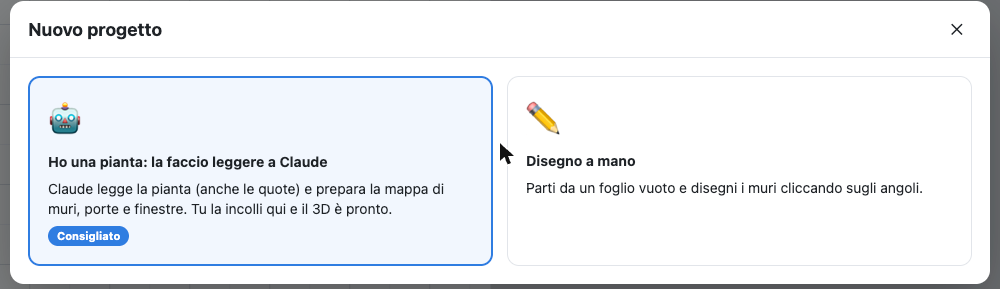 Nuovo progetto
Ho una pianta: la faccio leggere a Claude
Claude legge la pianta (anche le quote) e prepara la mappa di
muri, porte e finestre. Tu la incolli qui e il 3D è pronto.
Consigliato
Disegno a mano
Parti da un foglio vuoto e disegni i muri cliccando sugli angoli.